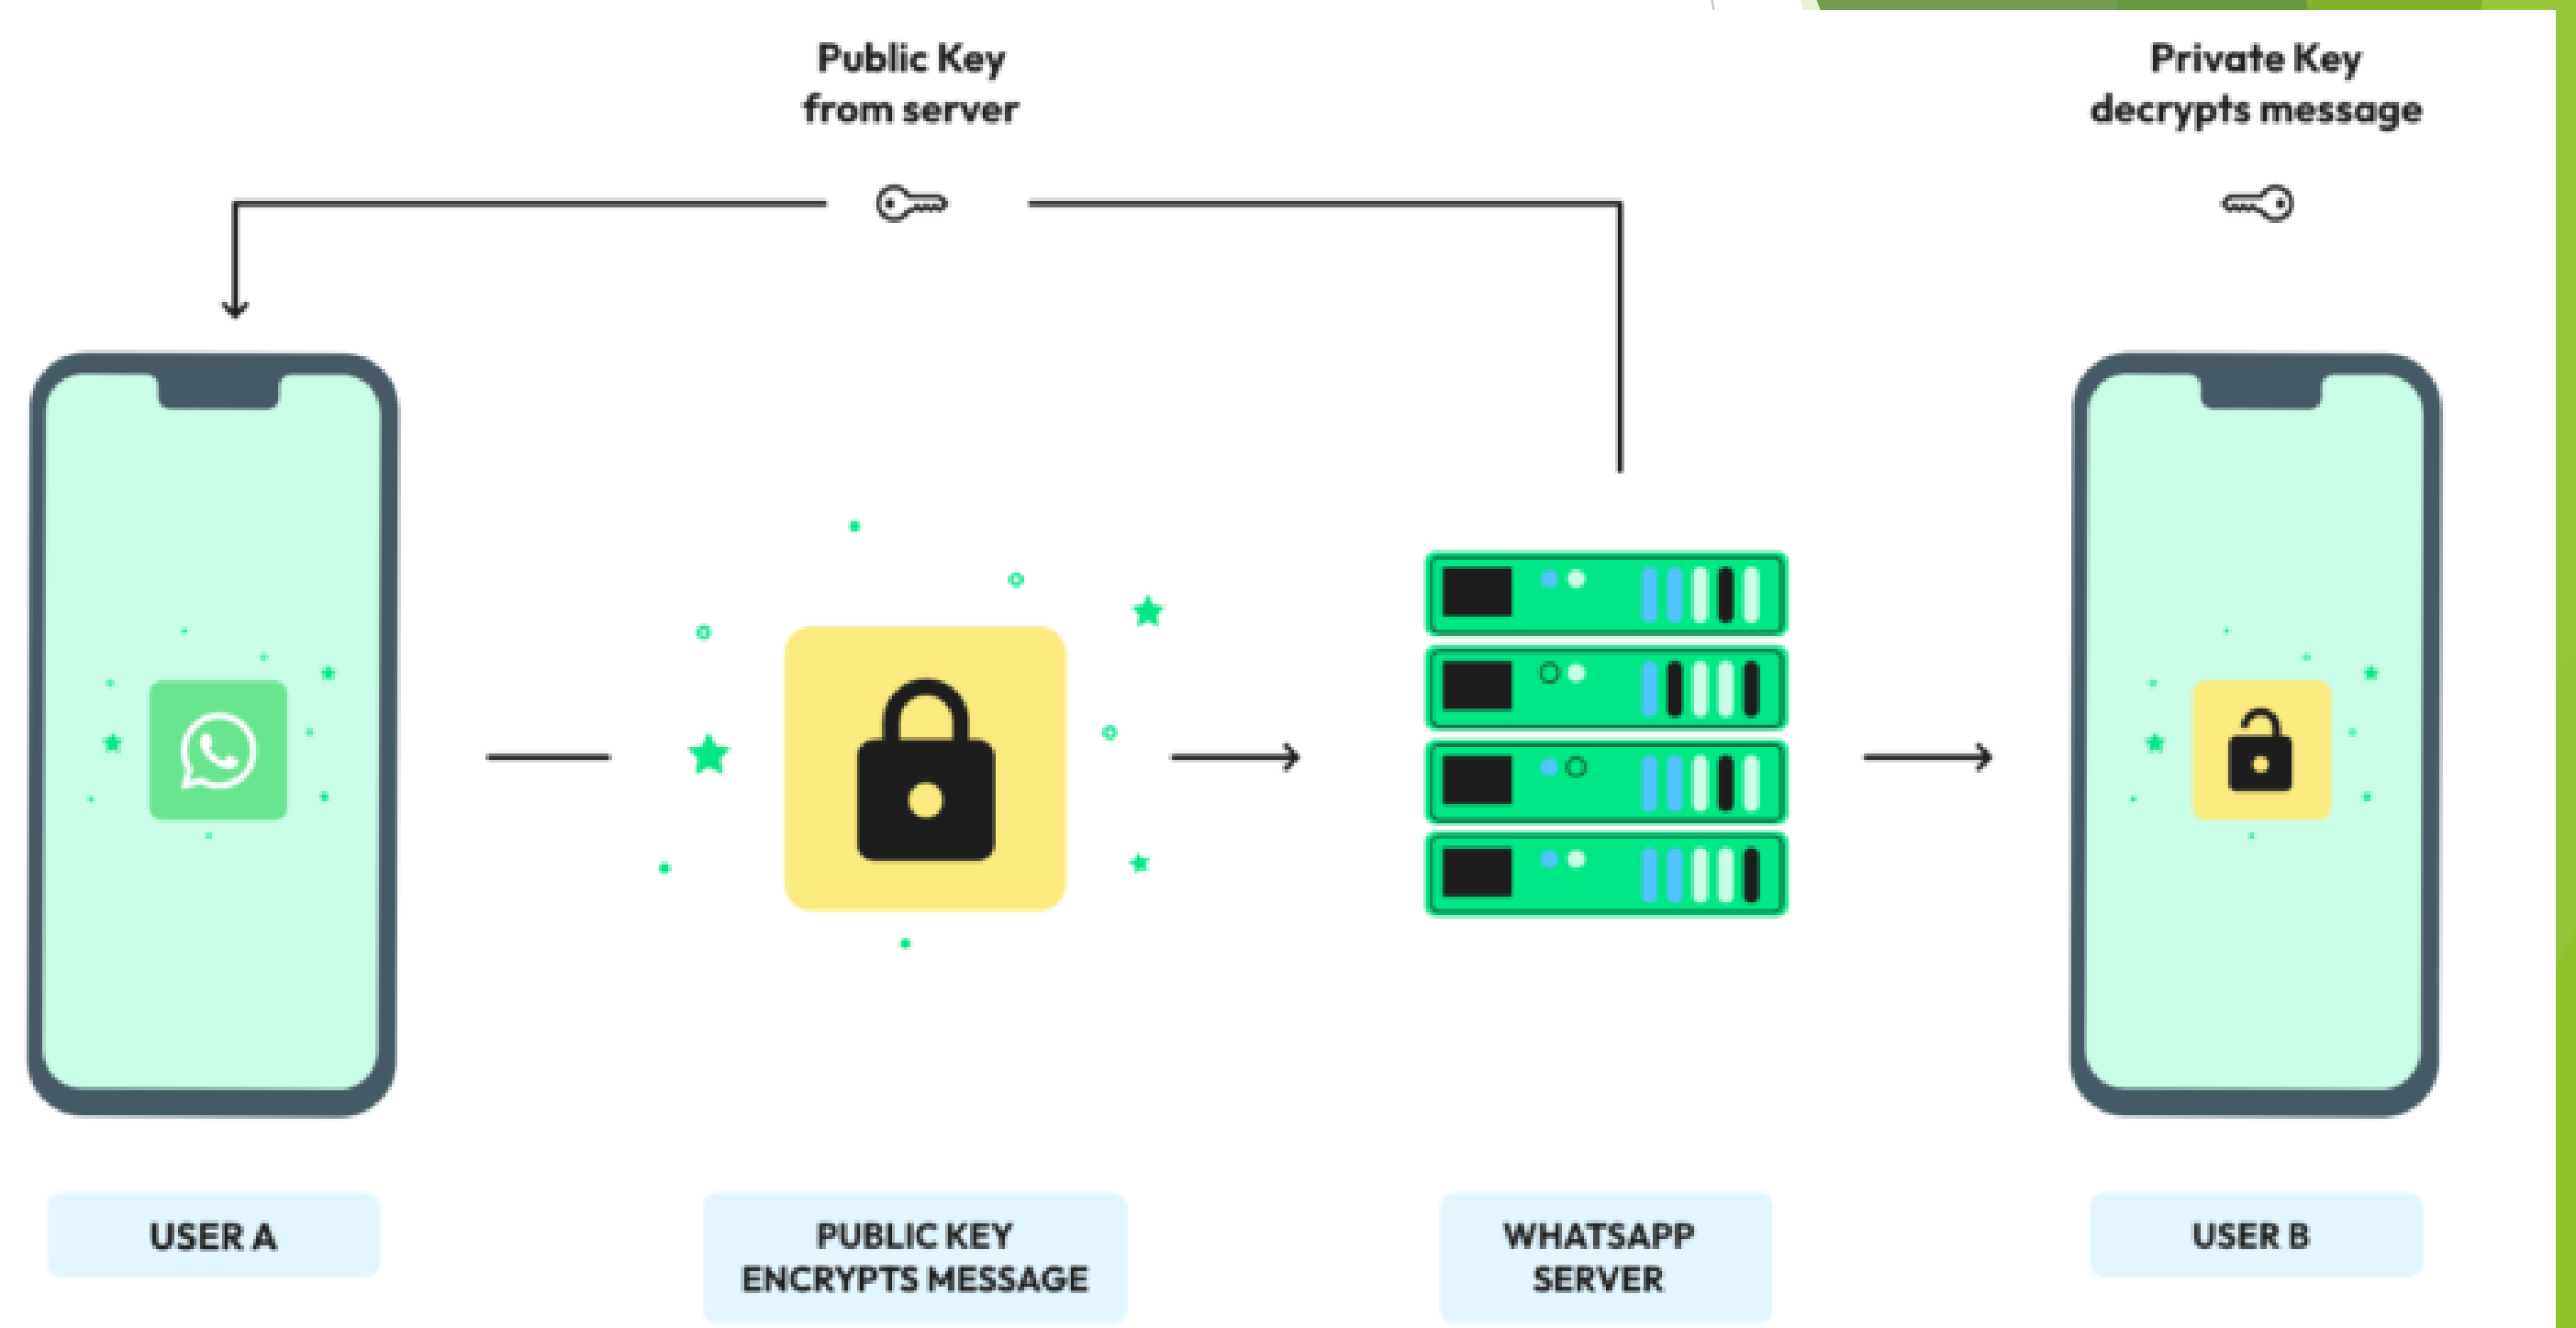 Public Key
from server
Private Key
decrypts message
USER A
PUBLIC KEY
ENCRYPTS MESSAGE
WHATSAPP
SERVER
USER B